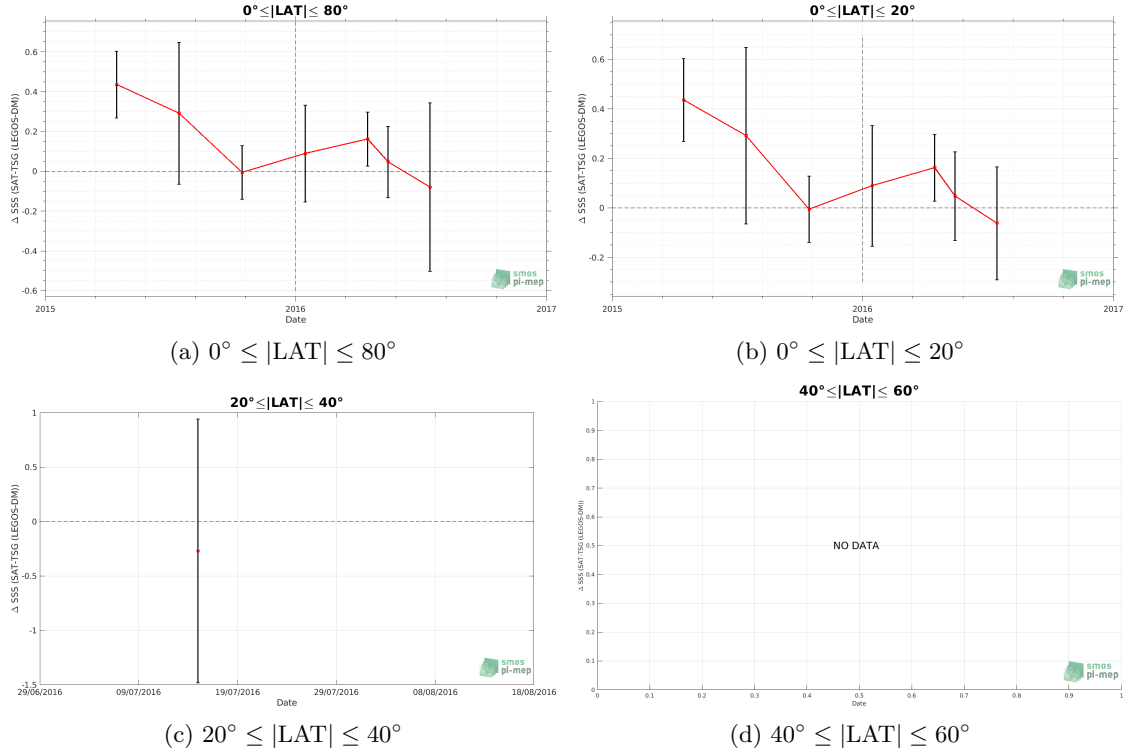 0°≤|LAT|≤ 80°
0.6
0.4
0.2
0
-0.2
-0.4
-0.6
Δ SSS (SAT-TSG (LEGOS-DM))
2015
2016
2017
Date
smos
pi-mep
(a) 0° ≤ |LAT| ≤ 80°
0°≤|LAT|≤ 20°
0.6
0.4
0.2
0
-0.2
Δ SSS (SAT-TSG (LEGOS-DM))
2015
2016
2017
Date
smos
pi-mep
(b) 0° ≤ |LAT| ≤ 20°
20°≤|LAT|≤ 40°
1
0.5
0
-0.5
-1
-1.5
Δ SSS (SAT-TSG (LEGOS-DM))
29/06/2016
09/07/2016
19/07/2016
29/07/2016
08/08/2016
18/08/2016
Date
smos
pi-mep
(c) 20° ≤ |LAT| ≤ 40°
40°≤|LAT|≤ 60°
1
0.9
0.8
0.7
0.6
0.5
0.4
0.3
0.2
0.1
0
Δ SSS (SAT-TSG (LEGOS-DM))
NO DATA
0
0.1
0.2
0.3
0.4
0.5
0.6
0.7
0.8
0.9
1
Date
smos
pi-mep
(d) 40° ≤ |LAT| ≤ 60°